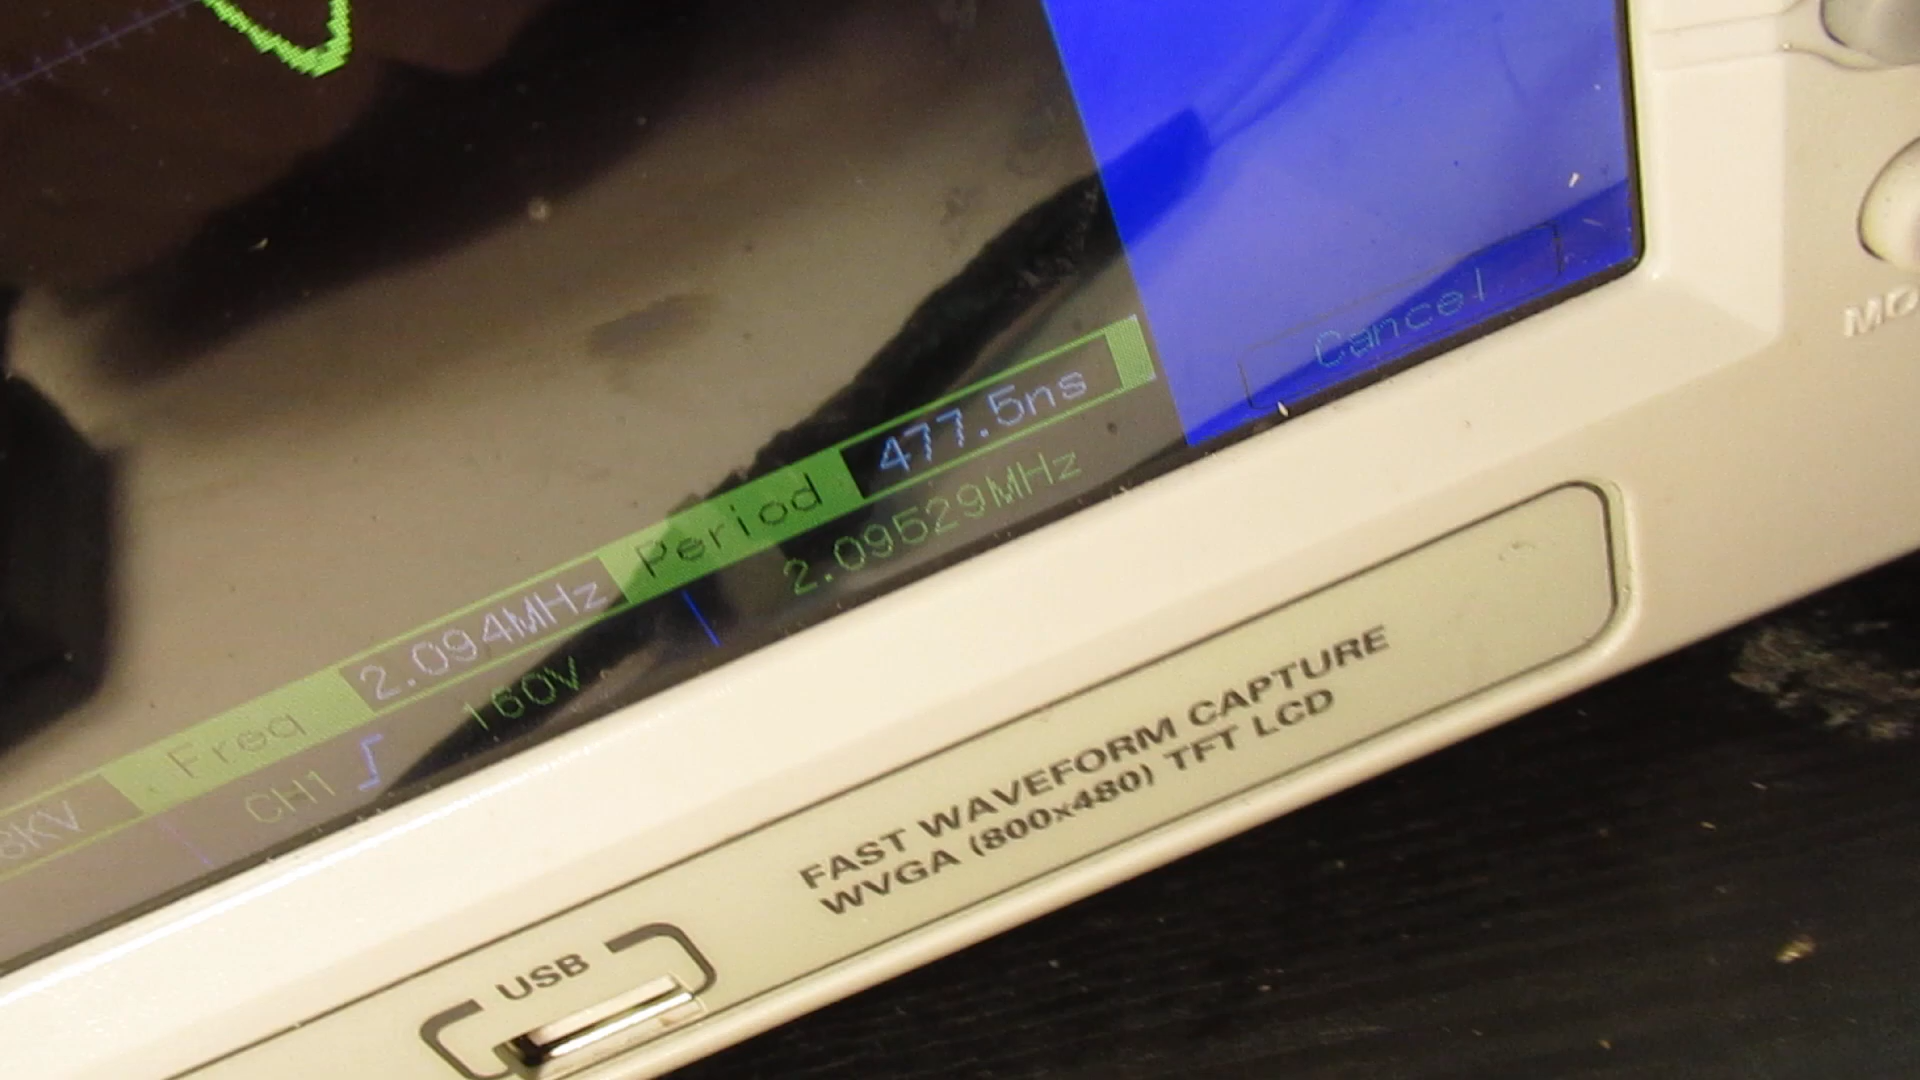 Cancel
8KV Freq 2.094MHz Period 477.5ns
CH1 160V 2.09529MHz
USB
FAST WAVEFORM CAPTURE
WVGA (800x480) TFT LCD